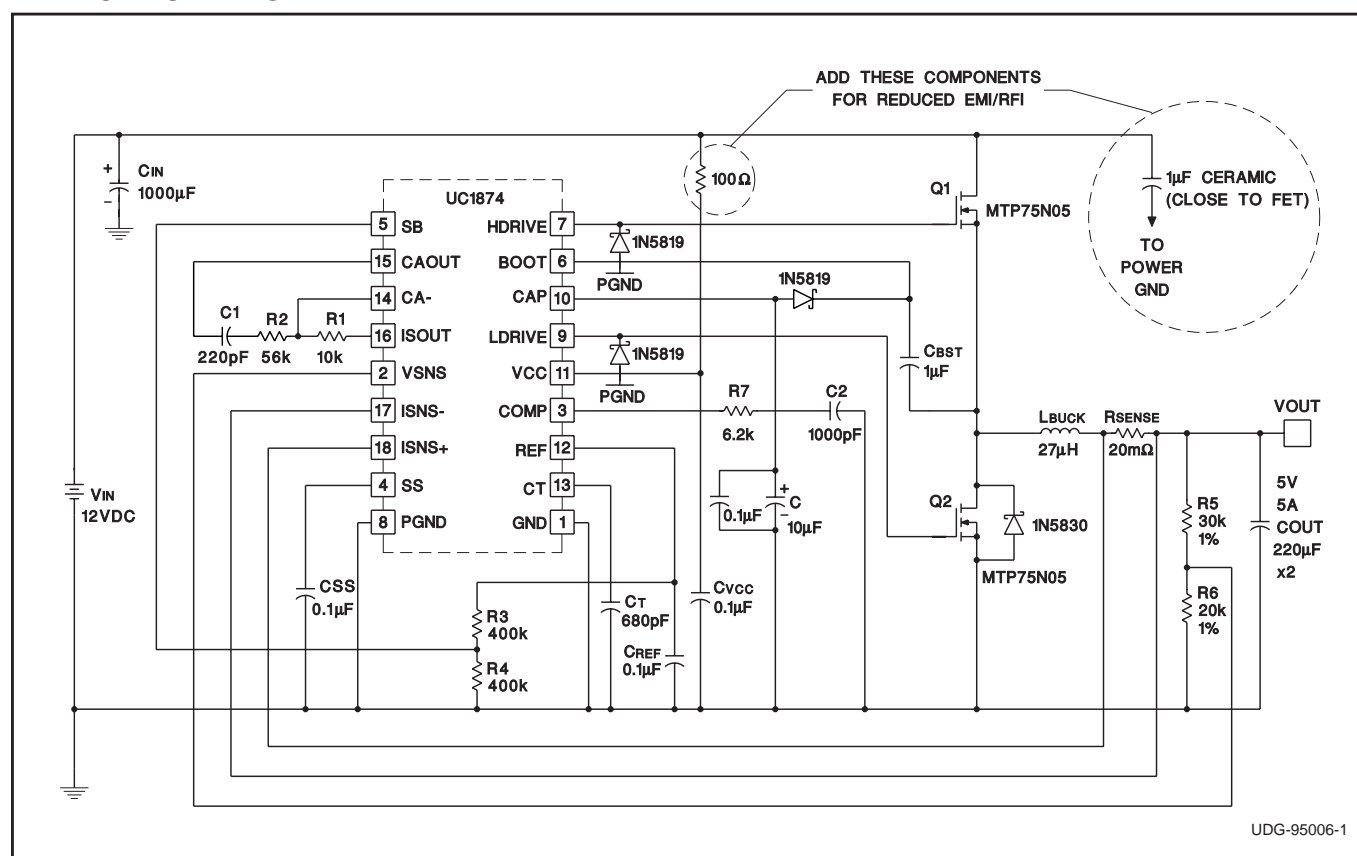 ADD THESE COMPONENTS
FOR REDUCED EMI/RFI
+
CIN
1000µF
-
100Ω
1µF CERAMIC
(CLOSE TO FET)
TO
POWER
GND
UC1874
5 SB
15 CAOUT
14 CA-
16 ISOUT
2 VSNS
17 ISNS-
18 ISNS+
4 SS
8 PGND
HDRIVE 7
BOOT 6
CAP 10
LDRIVE 9
VCC 11
COMP 3
REF 12
CT 13
GND 1
C1
220pF
R2
56k
R1
10k
1N5819
PGND
1N5819
1N5819
PGND
Q1
MTP75N05
CBST
1µF
R7
6.2k
C2
1000pF
LBUCK
27µH
RSENSE
20mΩ
VOUT
VIN
12VDC
0.1µF
+
C
-
10µF
Q2
1N5830
MTP75N05
R5
30k
1%
5V
5A
COUT
220µF
x2
CSS
0.1µF
R3
400k
R4
400k
CT
680pF
CREF
0.1µF
CVCC
0.1µF
R6
20k
1%
UDG-95006-1